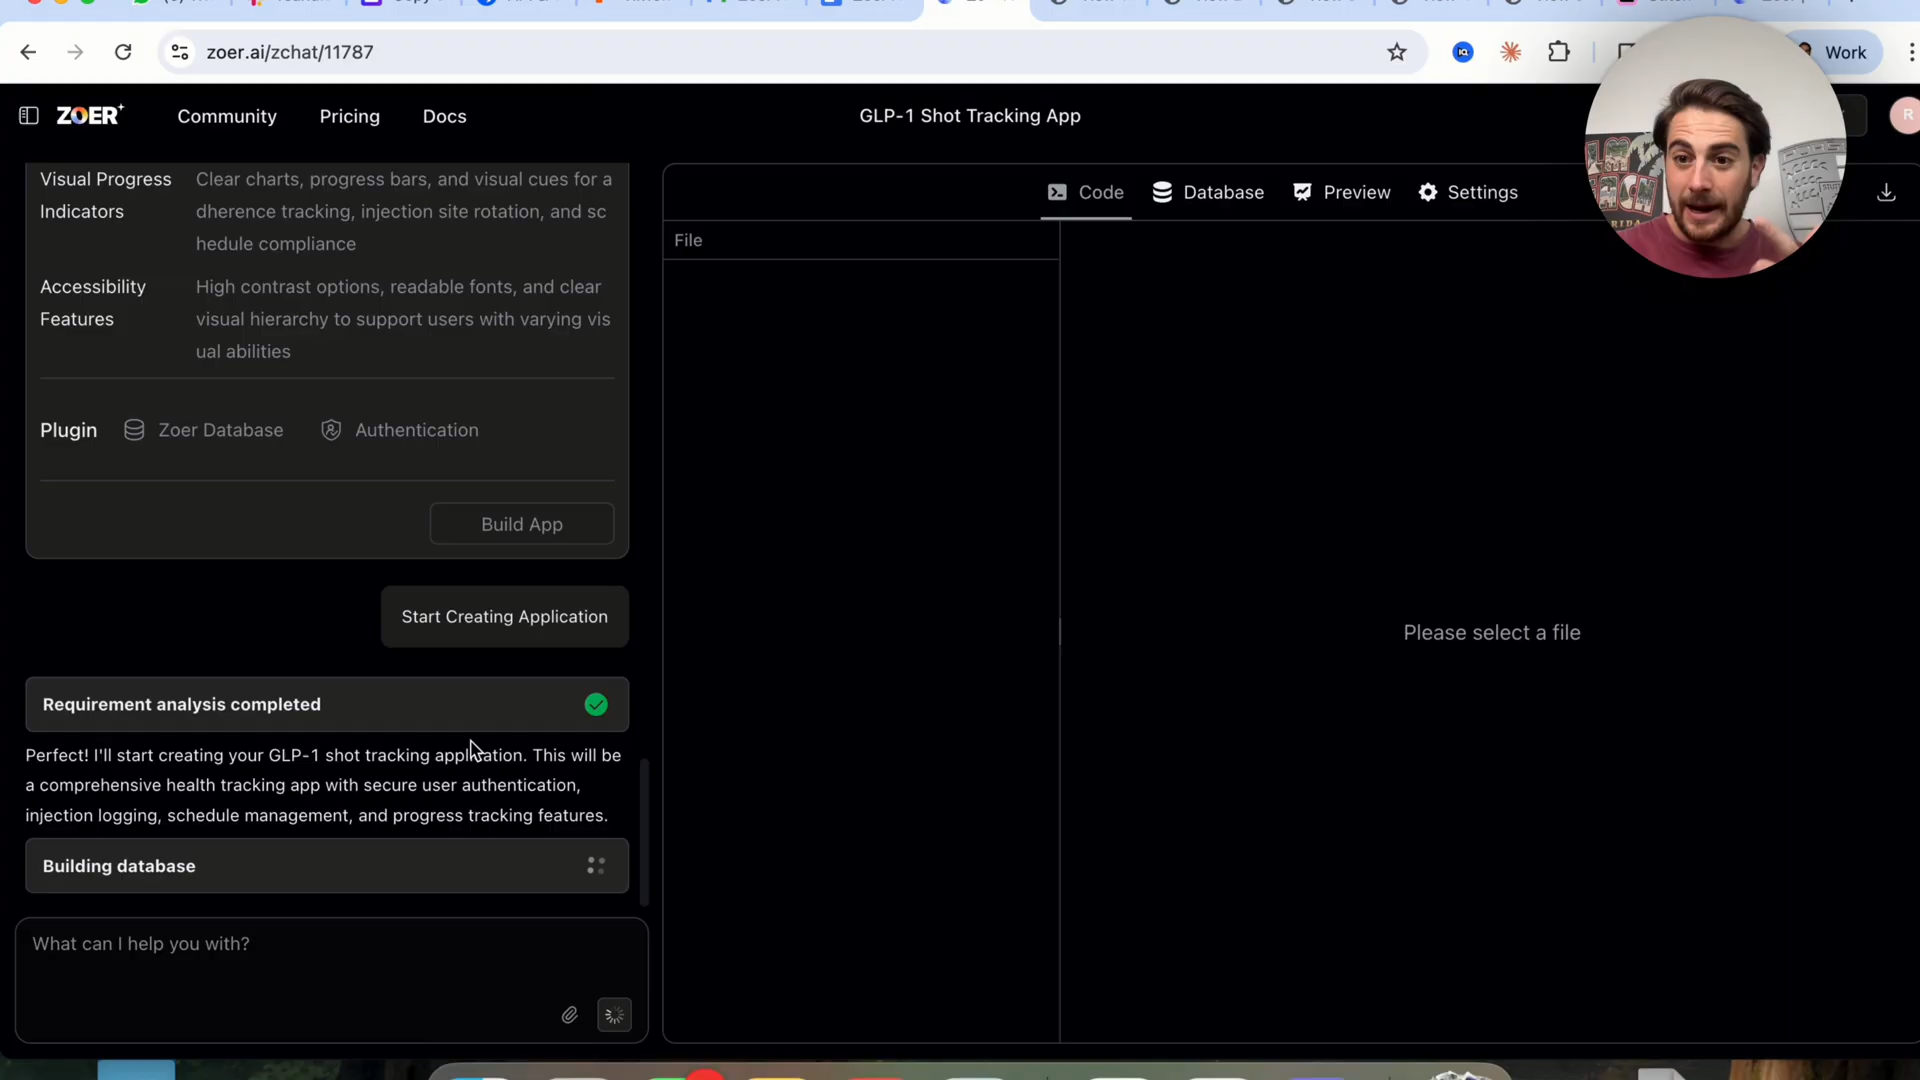 zoer.ai/zchat/11787
Work
ZOER
Community
Pricing
Docs
GLP-1 Shot Tracking App
R
Visual Progress
Indicators
Clear charts, progress bars, and visual cues for a
dherence tracking, injection site rotation, and sc
hedule compliance
Accessibility
Features
High contrast options, readable fonts, and clear
visual hierarchy to support users with varying vis
ual abilities
Plugin
Zoer Database
Authentication
Build App
Start Creating Application
Requirement analysis completed
Perfect! I'll start creating your GLP-1 shot tracking application. This will be
a comprehensive health tracking app with secure user authentication,
injection logging, schedule management, and progress tracking features.
Building database
What can I help you with?
Code
Database
Preview
Settings
File
Please select a file